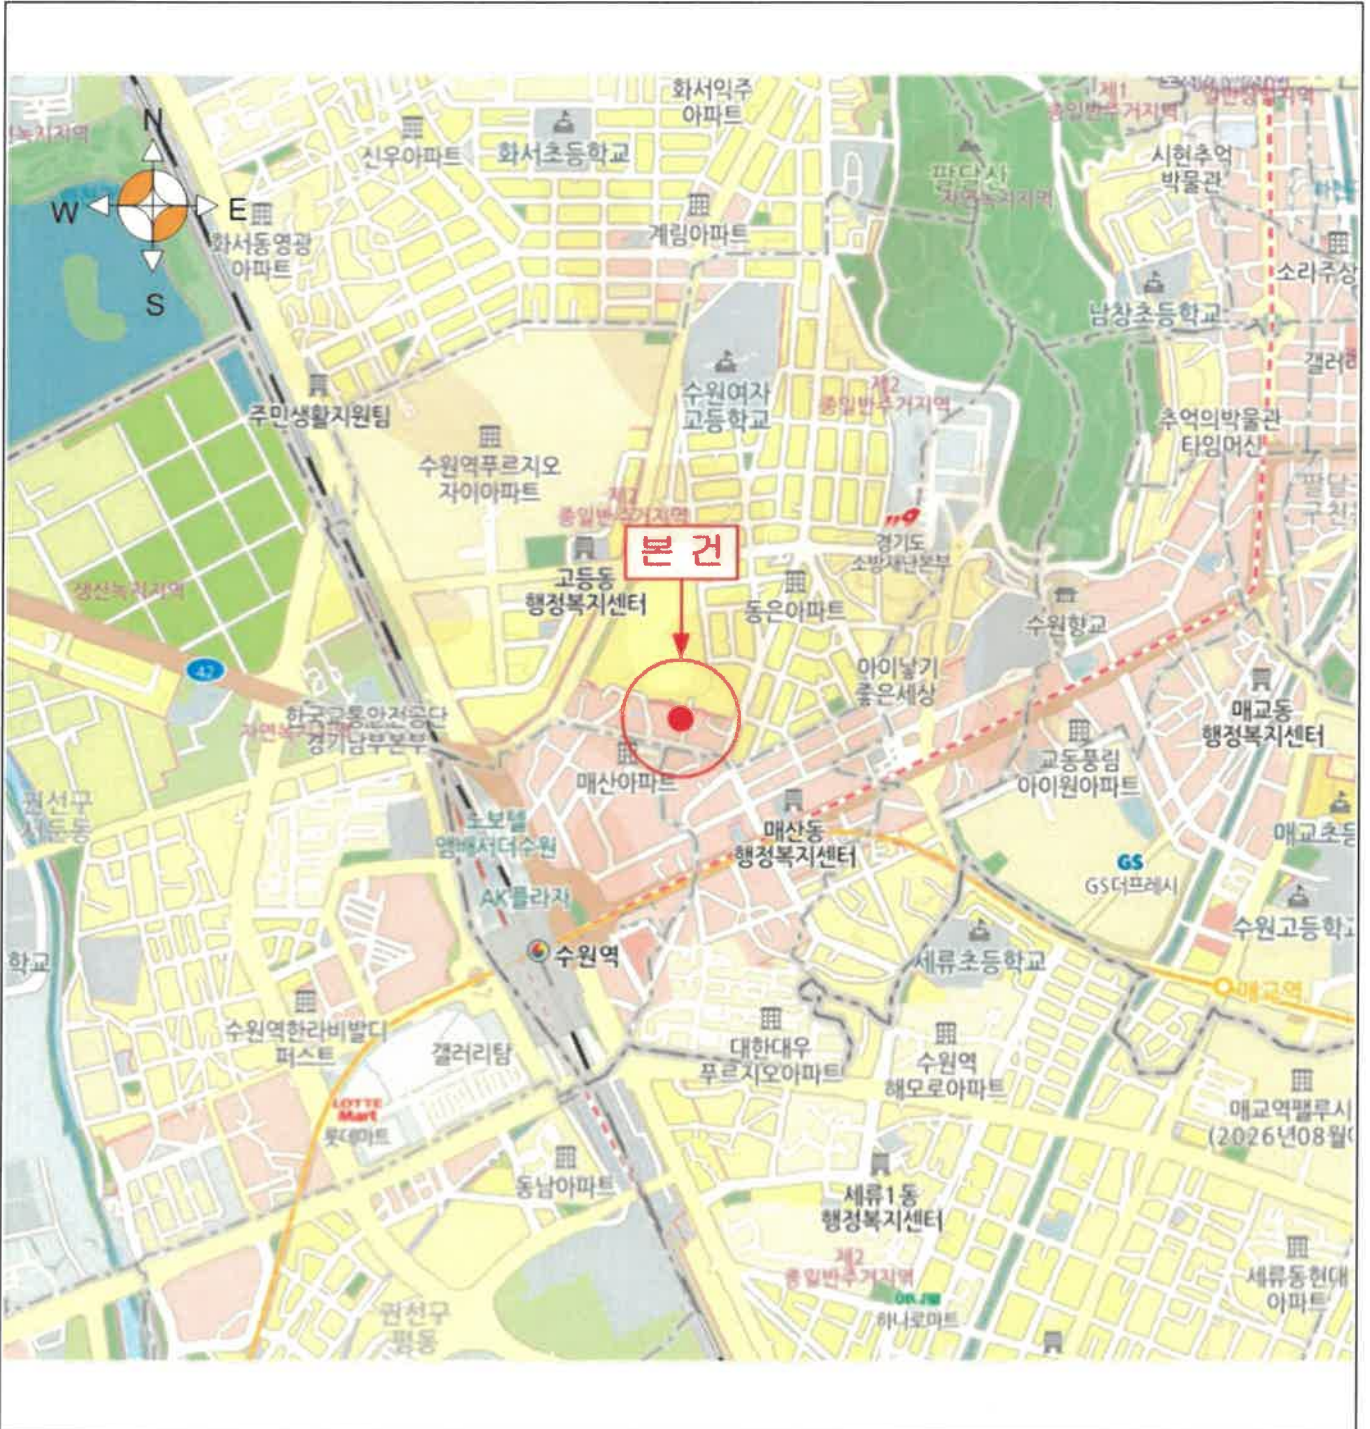 화서익주
아파트
제1
종일반주거지역
일반상업지역
녹지지역
N
신우아파트
화서초등학교
시현추억
박물관
팔달산
자연녹지지역
W
E
화서동영광
아파트
계림아파트
소라주상
S
남창초등학교
갤러리
수원여자
고등학교
제2
종일반주거지역
주민생활지원팀
추억의박물관
타임머신
수원역푸르지오
자이아파트
팔달
구천
제2
종일반주거지역
본 건
119
경기도
소방재난본부
고등동
행정복지센터
동은아파트
생산녹지지역
수원향교
42
아이낳기
좋은세상
매교동
행정복지센터
한국교통안전공단
경기남부본부
자연녹지지역
교동풍림
아이원아파트
매산아파트
권선구
서둔동
노보텔
앰배서더수원
매산동
행정복지센터
매교초등
GS
GS더프레시
AK플라자
수원고등학교
수원역
세류초등학교
학교
매교역
수원역한라비발디
퍼스트
갤러리탐
대한대우
푸르지오아파트
수원역
해모로아파트
LOTTE
Mart
롯데마트
매교역팰루시
(2026년08월
동남아파트
세류1동
행정복지센터
제2
종일반주거지역
하나로마트
세류동현대
아파트
권선구
평동